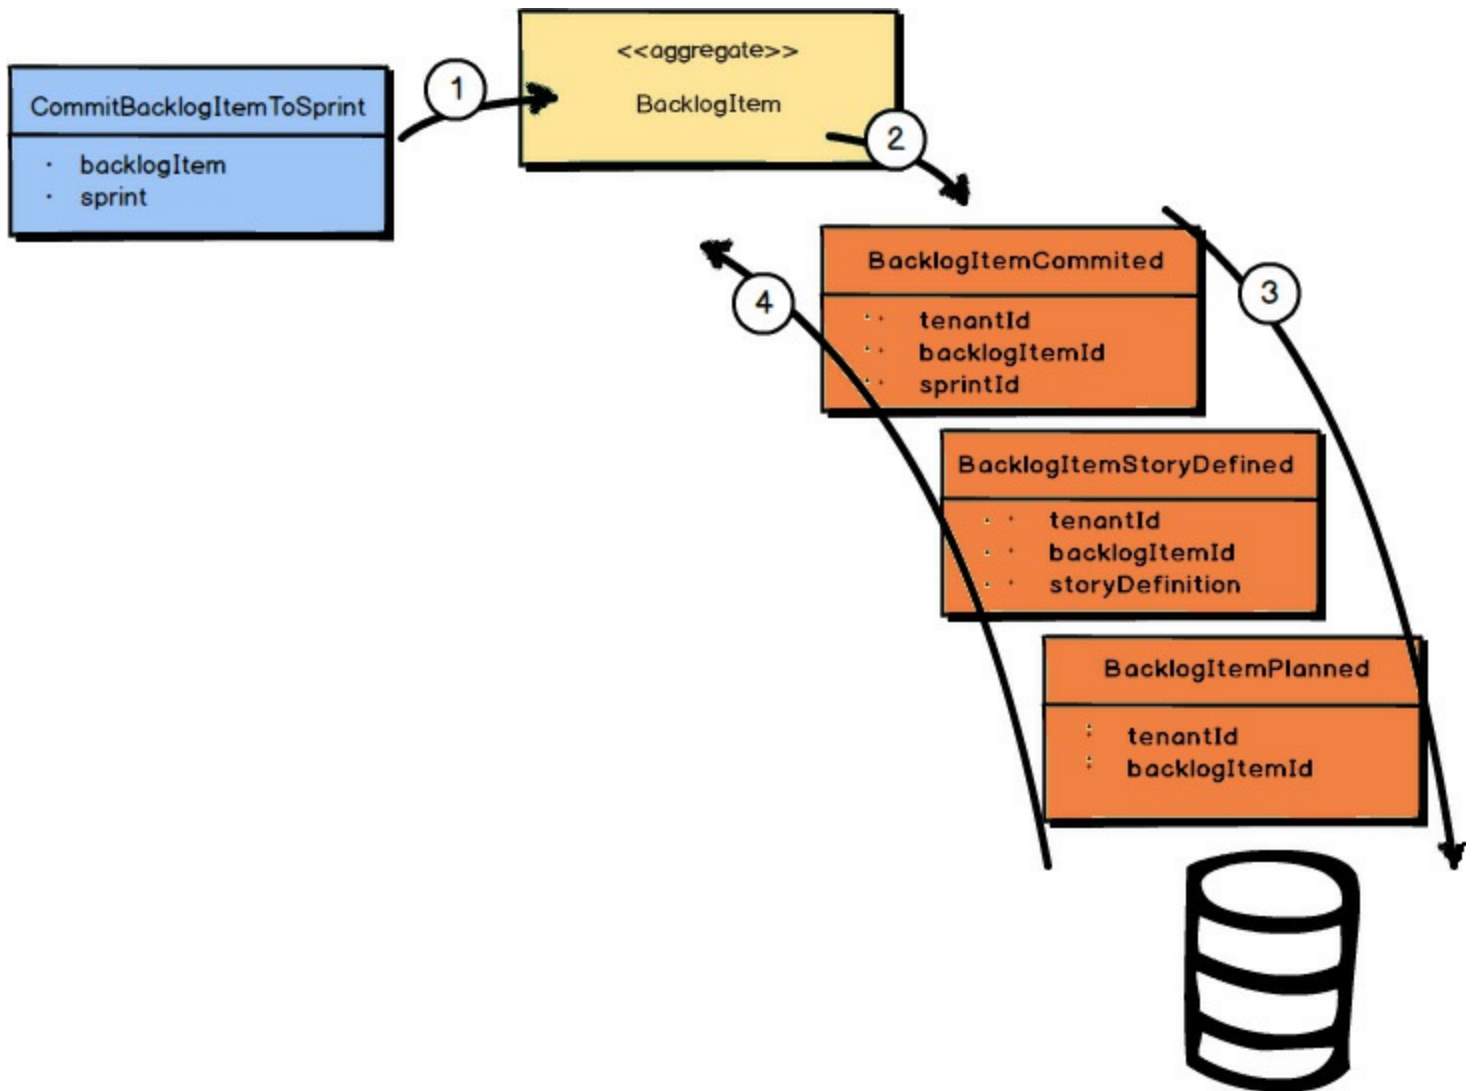 CommitBacklogItemToSprint
· backlogItem
· sprint
1
<<aggregate>>
BacklogItem
2
BacklogItemCommited
tenantId
backlogItemId
sprintId
3
4
BacklogItemStoryDefined
tenantId
backlogItemId
storyDefinition
BacklogItemPlanned
tenantId
backlogItemId